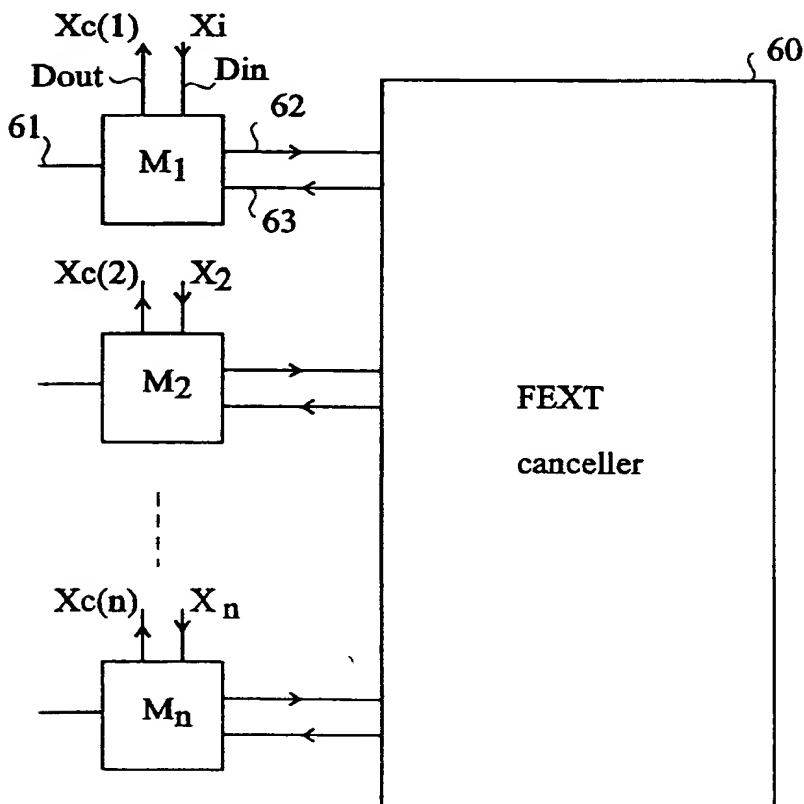 Xc(1) Xi
60
Dout Din
62
61
M1
63
Xc(2) X2
M2
FEXT
canceller
Xc(n) Xn
Mn